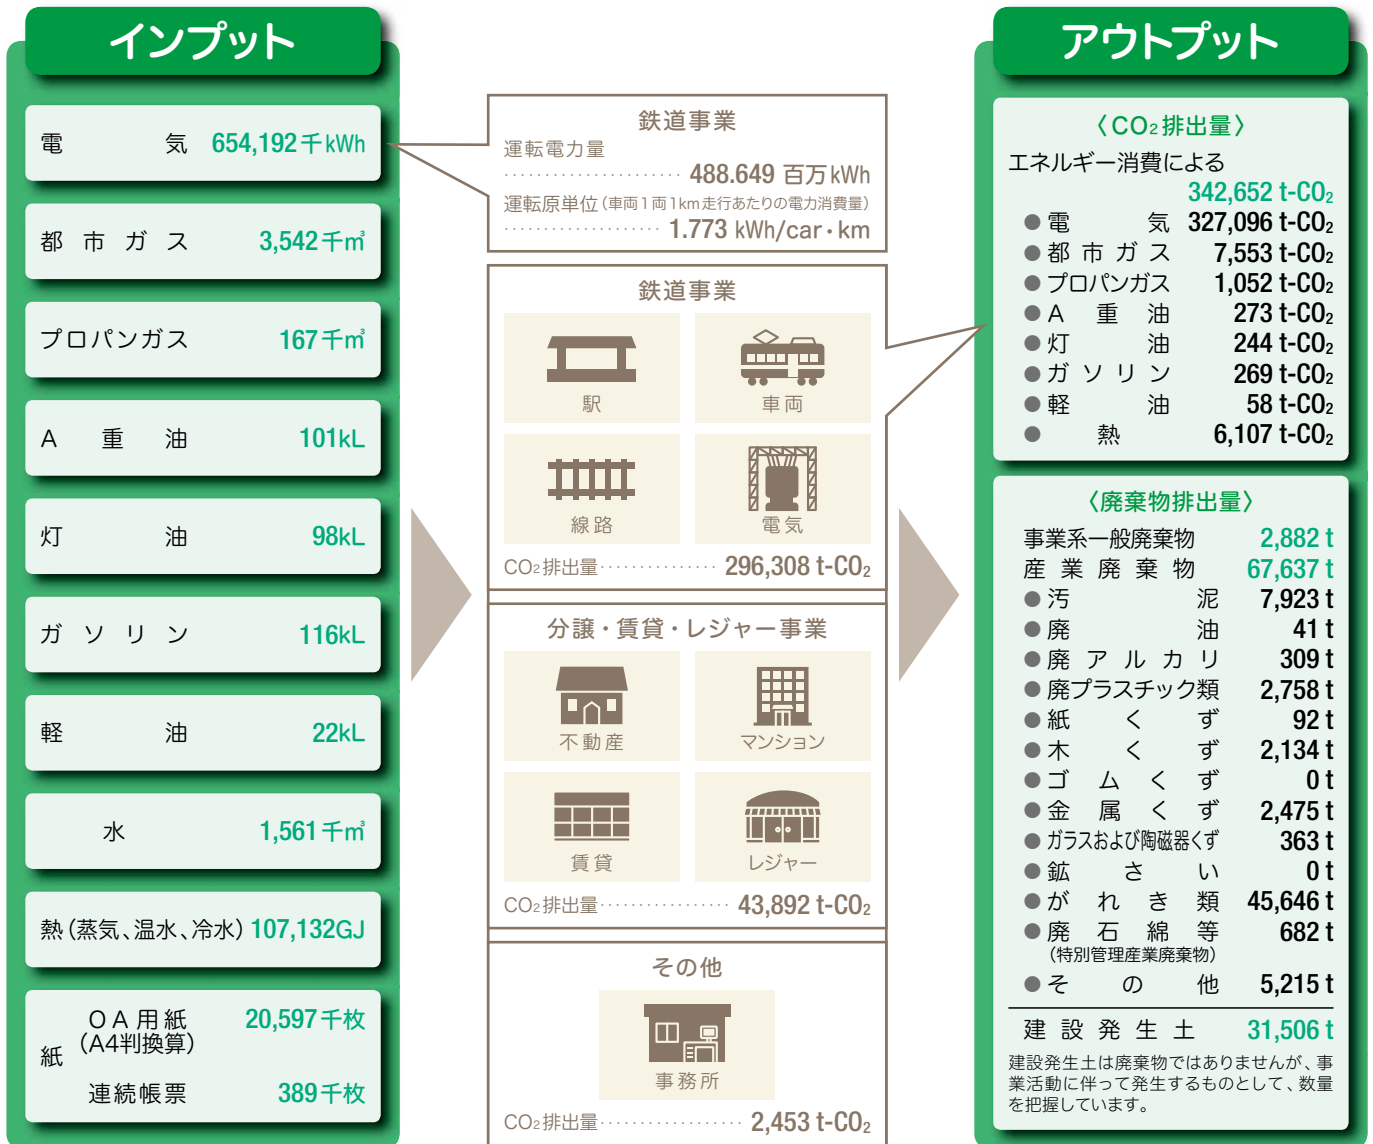 インプット
電気 654,192千kWh
都市ガス 3,542千㎥
プロパンガス 167千㎥
A重油 101kL
灯油 98kL
ガソリン 116kL
軽油 22kL
水 1,561千㎥
熱(蒸気、温水、冷水) 107,132GJ
紙
OA用紙 20,597千枚
(A4判換算)
連続帳票 389千枚
鉄道事業
運転電力量
····················· 488.649 百万kWh
運転原単位(車両1両1km走行あたりの電力消費量)
··················· 1.773 kWh/car・km
鉄道事業
駅
車両
線路
電気
CO₂排出量·············· 296,308 t-CO₂
分譲・賃貸・レジャー事業
不動産
マンション
賃貸
レジャー
CO₂排出量················ 43,892 t-CO₂
その他
事務所
CO₂排出量················· 2,453 t-CO₂
アウトプット
〈CO₂排出量〉
エネルギー消費による
342,652 t-CO₂
●電気 327,096 t-CO₂
●都市ガス 7,553 t-CO₂
●プロパンガス 1,052 t-CO₂
●A重油 273 t-CO₂
●灯油 244 t-CO₂
●ガソリン 269 t-CO₂
●軽油 58 t-CO₂
●熱 6,107 t-CO₂
〈廃棄物排出量〉
事業系一般廃棄物 2,882 t
産業廃棄物 67,637 t
●汚泥 7,923 t
●廃油 41 t
●廃アルカリ 309 t
●廃プラスチック類 2,758 t
●紙くず 92 t
●木くず 2,134 t
●ゴムくず 0 t
●金属くず 2,475 t
●ガラスおよび陶磁器くず 363 t
●鉱さい 0 t
●がれき類 45,646 t
●廃石綿等 682 t
(特別管理産業廃棄物)
●その他 5,215 t
建設発生土 31,506 t
建設発生土は廃棄物ではありませんが、事
業活動に伴って発生するものとして、数量
を把握しています。